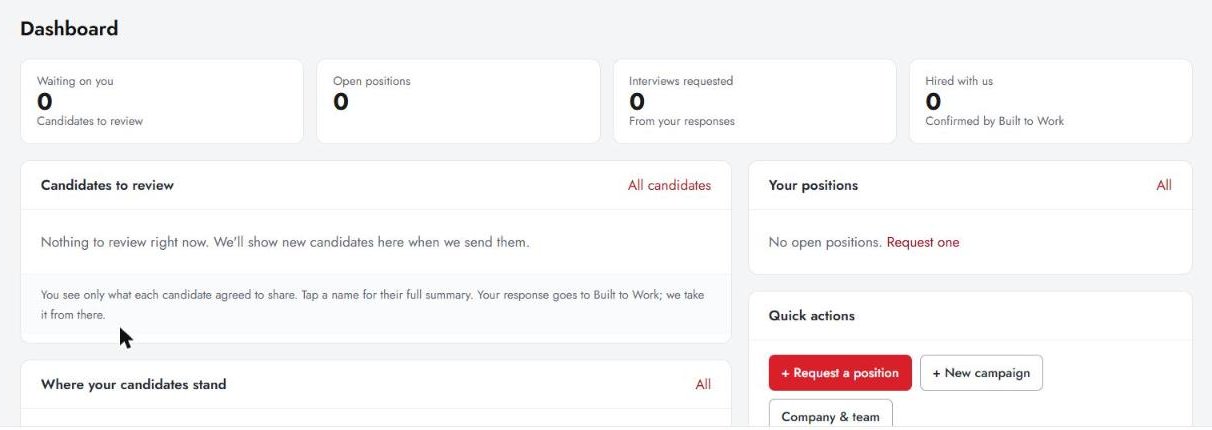 Dashboard
Waiting on you
0
Candidates to review
Open positions
0
Interviews requested
0
From your responses
Hired with us
0
Confirmed by Built to Work
Candidates to review
All candidates
Nothing to review right now. We'll show new candidates here when we send them.
You see only what each candidate agreed to share. Tap a name for their full summary. Your response goes to Built to Work; we take
it from there.
Where your candidates stand
All
Your positions
All
No open positions. Request one
Quick actions
+ Request a position
+ New campaign
Company & team